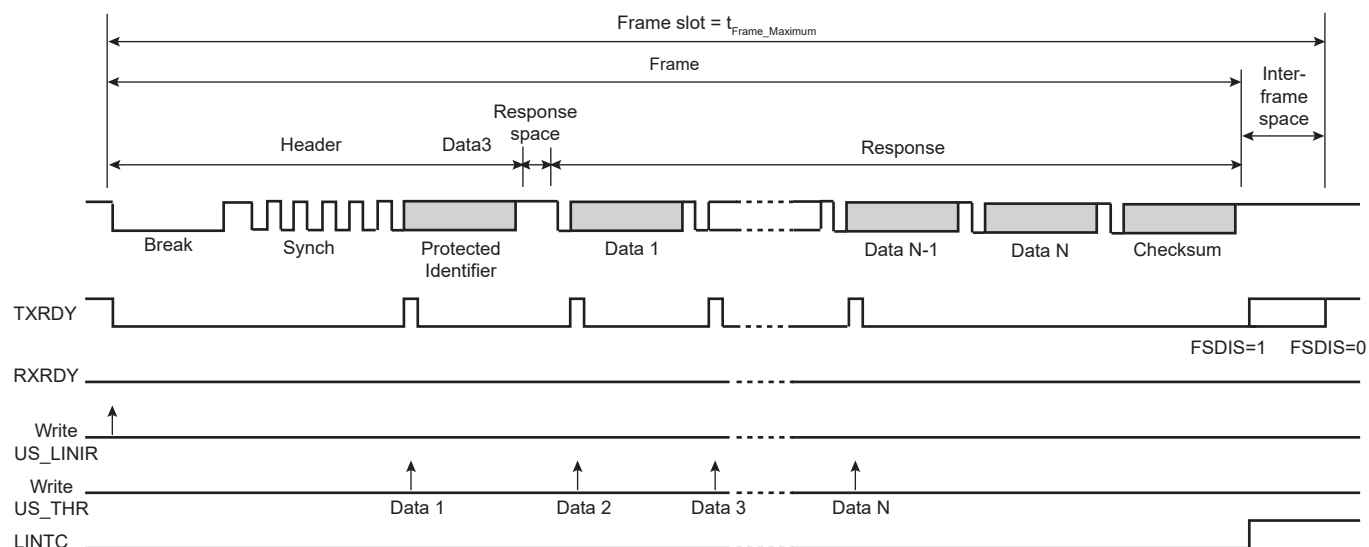 Frame slot = tFrame_Maximum
Frame
Inter-
frame
space
Response
space
Header
Data3
Response
Break
Synch
Protected
Identifier
Data 1
Data N-1
Data N
Checksum
TXRDY
FSDIS=1
FSDIS=0
RXRDY
Write
US_LINIR
Write
US_THR
Data 1
Data 2
Data 3
Data N
LINTC